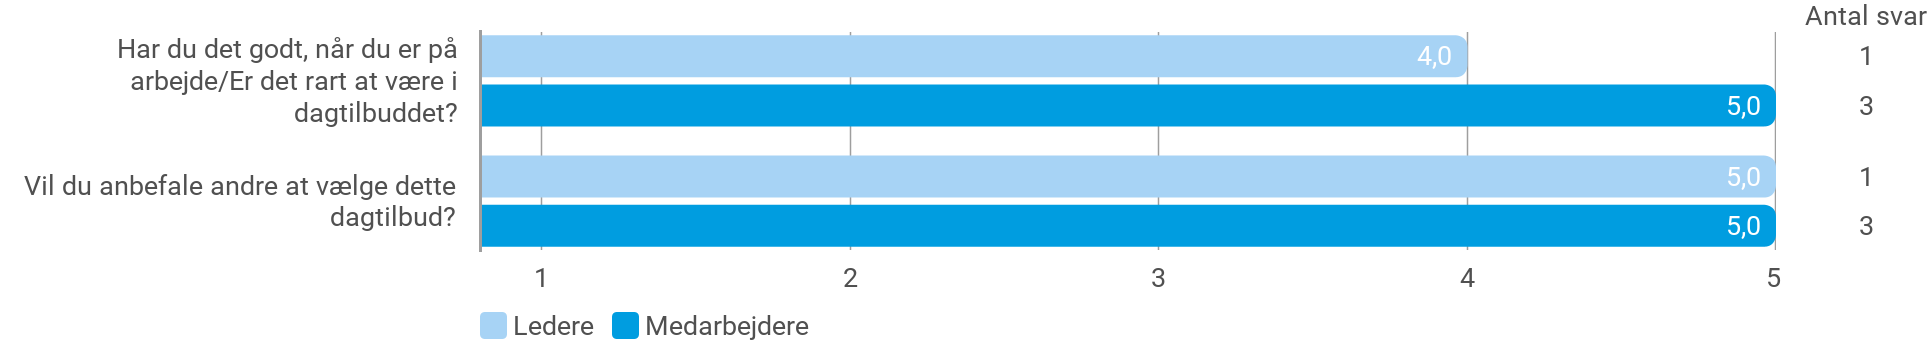 Antal svar
Har du det godt, når du er på
arbejde/Er det rart at være i
dagtilbuddet?
4,0
1
5,0
3
Vil du anbefale andre at vælge dette
dagtilbud?
5,0
1
5,0
3
1
2
3
4
5
Ledere
Medarbejdere